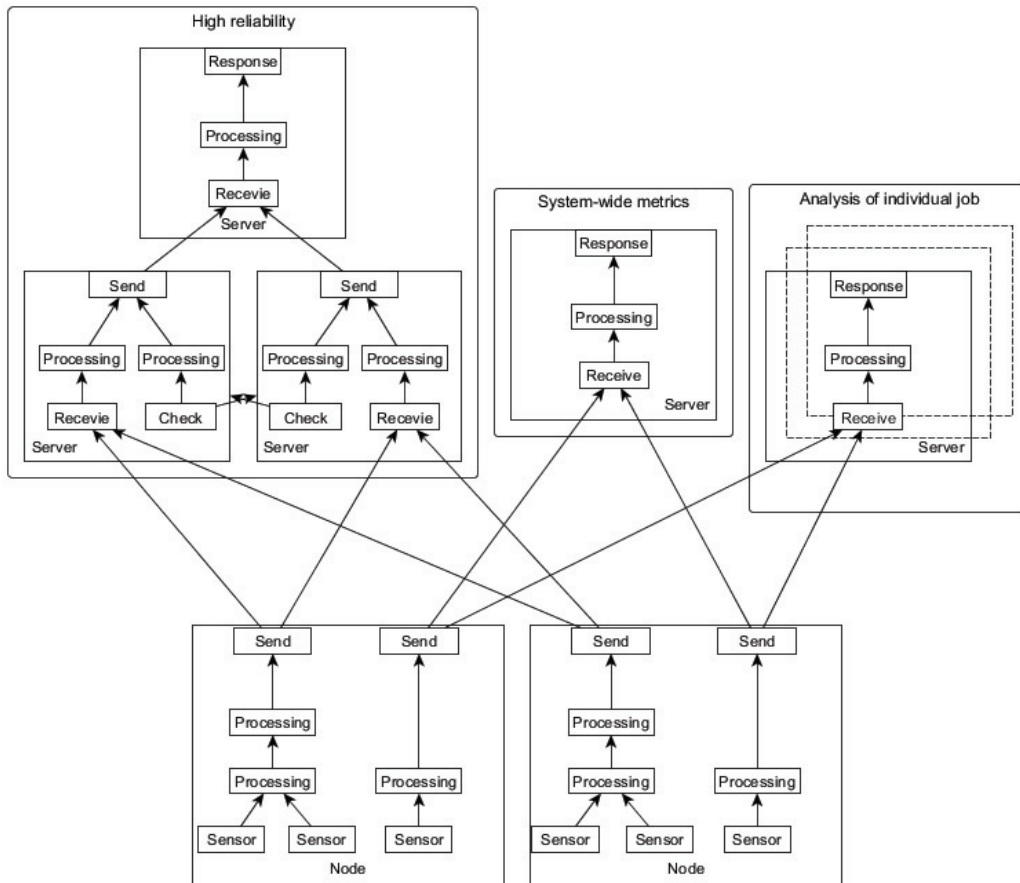 High reliability
Response
Processing
Recevie
Server
Send
Send
Processing
Processing
Processing
Processing
Recevie
Check
Check
Recevie
Server
Server
System-wide metrics
Response
Processing
Receive
Server
Analysis of individual job
Response
Processing
Receive
Server
Send
Send
Send
Send
Processing
Processing
Processing
Processing
Processing
Processing
Sensor
Sensor
Sensor
Sensor
Sensor
Sensor
Node
Node